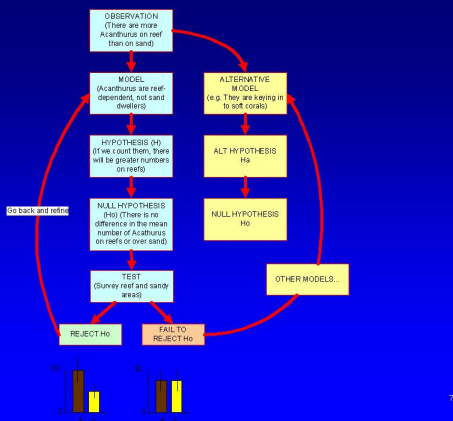 OBSERVATION
(There are more
Acanthurus on reef
than on sand)
MODEL
(Acanthurus are reef-
dependent, not sand
dwellers)
ALTERNATIVE
MODEL
(e.g. They are keying in
to soft corals)
HYPOTHESIS (H)
(If we count them, there
will be greater numbers
on reefs)
ALT HYPOTHESIS
Ha
Go back and refine
NULL HYPOTHESIS
(Ho) (There is no
difference in the mean
number of Acathurus
on reefs or over sand)
NULL HYPOTHESIS
Ho
TEST
(Survey reef and sandy
areas)
OTHER MODELS...
REJECT Ho
FAIL TO
REJECT Ho
7